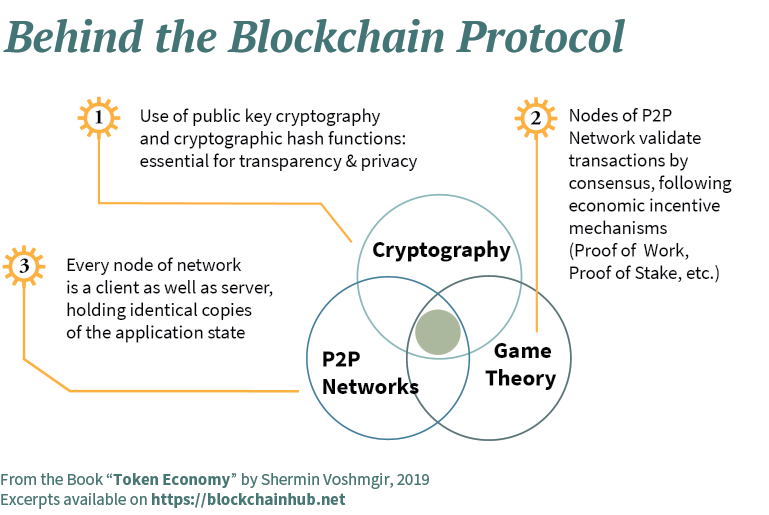 Behind the Blockchain Protocol
1
Use of public key cryptography
and cryptographic hash functions:
essential for transparency & privacy
2
Nodes of P2P
Network validate
transactions by
consensus, following
economic incentive
mechanisms
(Proof of Work,
Proof of Stake, etc.)
3
Every node of network
is a client as well as server,
holding identical copies
of the application state
Cryptography
P2P
Networks
Game
Theory
From the Book “Token Economy” by Shermin Voshmgir, 2019
Excerpts available on https://blockchainhub.net